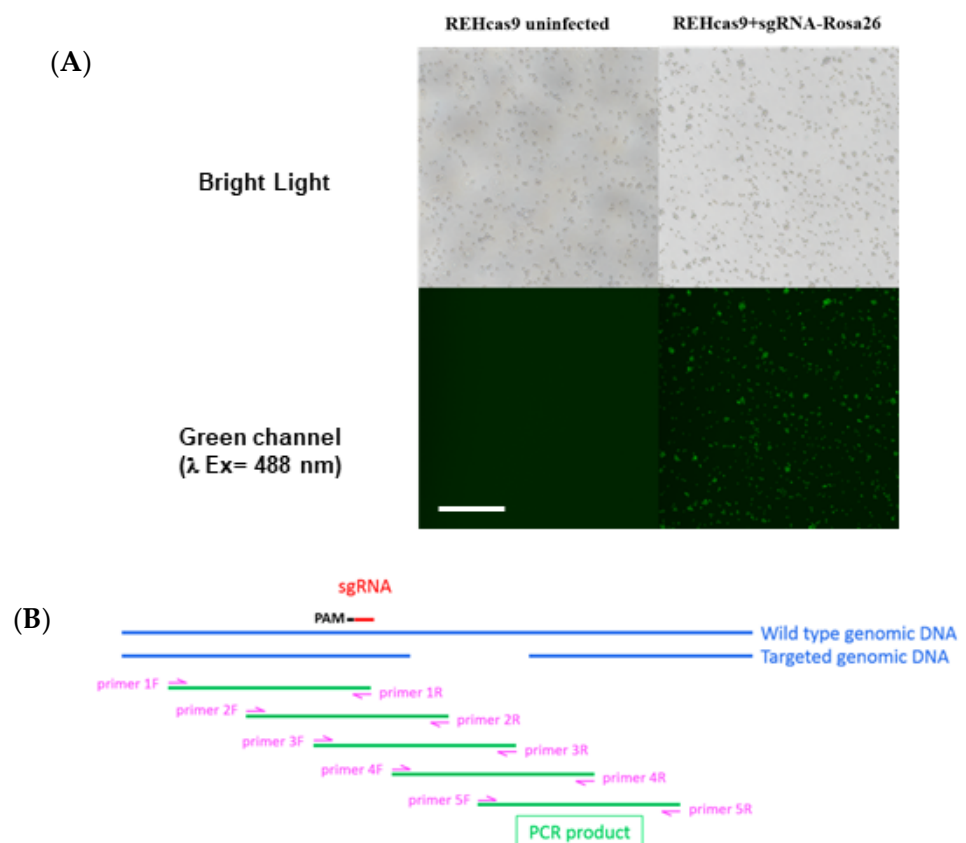 REHcas9 uninfected
REHcas9+sgRNA-Rosa26
(A)
Bright Light
Green channel
(λ Ex= 488 nm)
(B)
sgRNA
PAM
Wild type genomic DNA
Targeted genomic DNA
primer 1F
primer 1R
primer 2F
primer 2R
primer 3F
primer 3R
primer 4F
primer 4R
primer 5F
primer 5R
PCR product